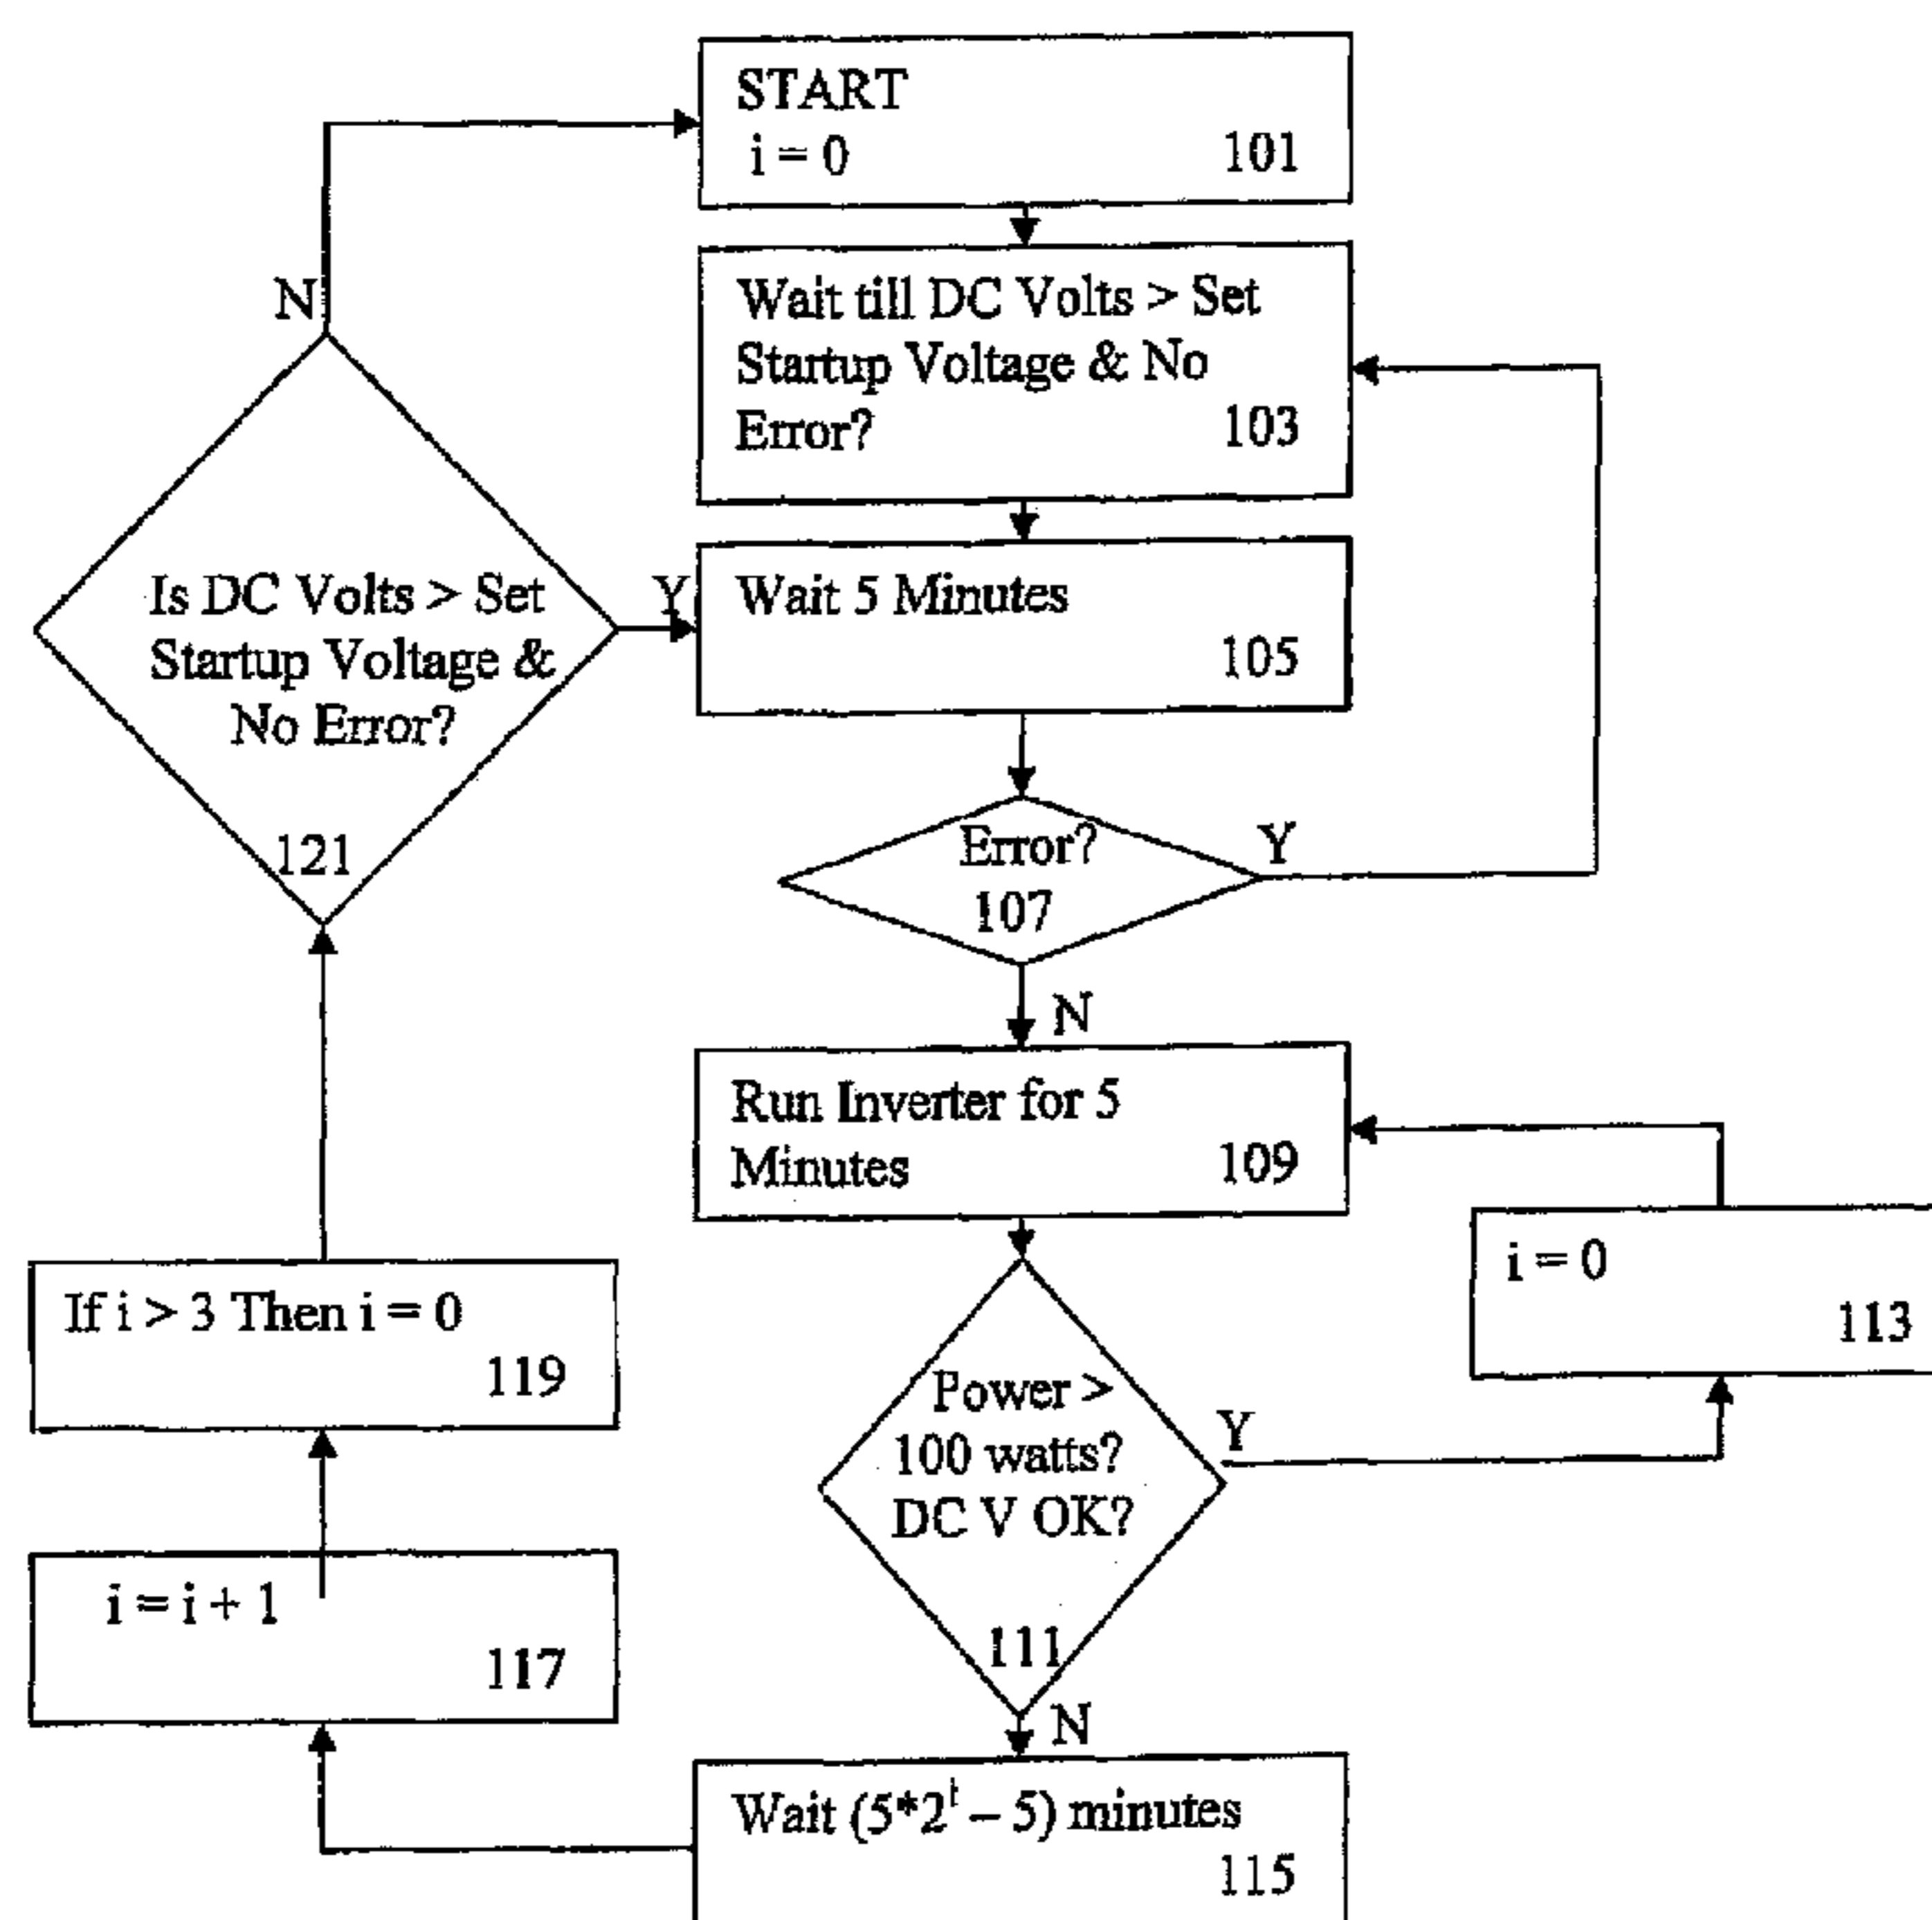 START
i = 0
101
Wait till DC Volts > Set
Startup Voltage & No
Error?
103
N
Is DC Volts > Set
Startup Voltage &
No Error?
121
Y
Wait 5 Minutes
105
Error?
107
Y
N
Run Inverter for 5
Minutes
109
i = 0
113
Power >
100 watts?
DC V OK?
111
Y
N
If i > 3 Then i = 0
119
i = i + 1
117
Wait (5*2^i – 5) minutes
115